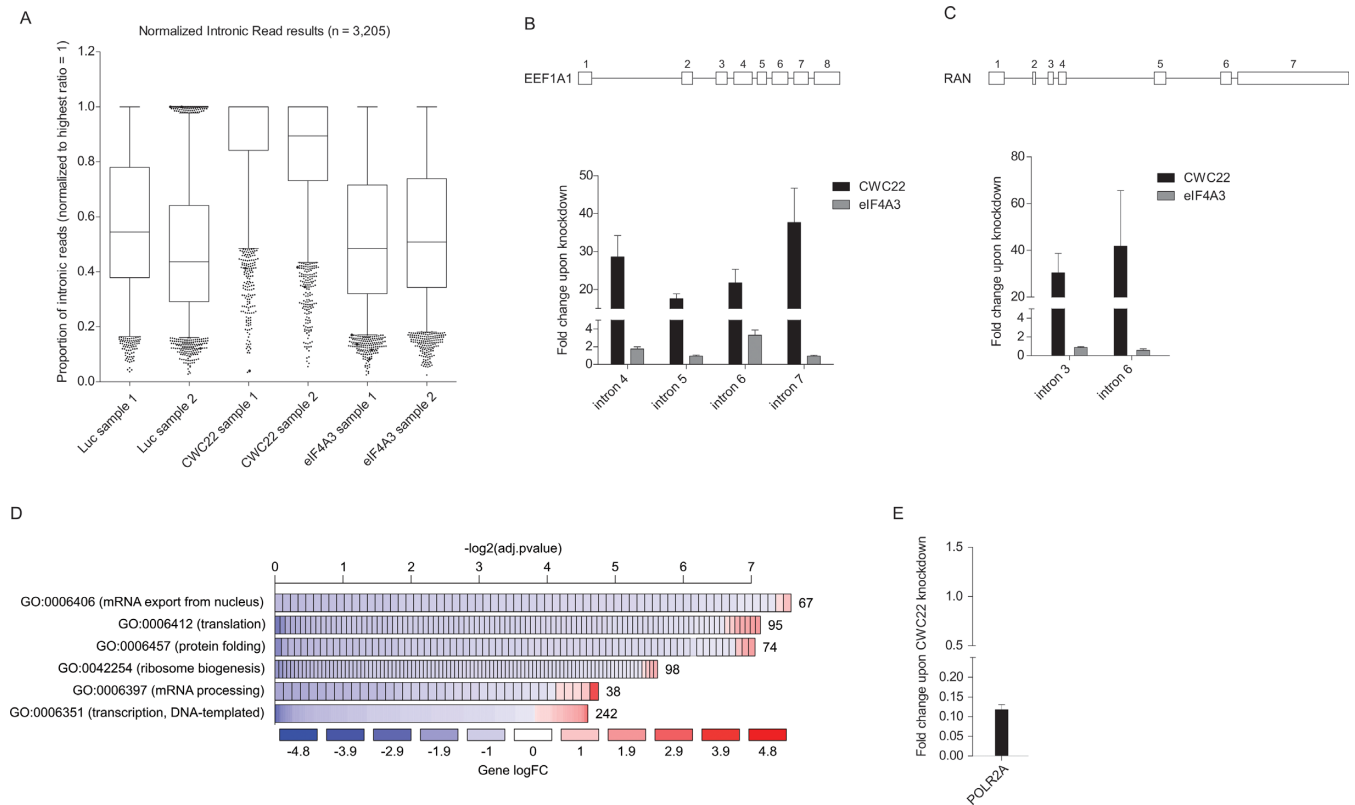 A
Normalized Intronic Read results (n = 3,205)
Proportion of intronic reads (normalized to highest ratio = 1)
1.2
1.0
0.8
0.6
0.4
0.2
0.0
Luc sample 1
Luc sample 2
CWC22 sample 1
CWC22 sample 2
eIF4A3 sample 1
eIF4A3 sample 2
B
1 2 3 4 5 6 7 8
EEF1A1
Fold change upon knockdown
50
40
30
20
4
2
0
CWC22
eIF4A3
intron 4
intron 5
intron 6
intron 7
C
1 2 3 4 5 6 7
RAN
Fold change upon knockdown
80
60
40
20
4
2
0
CWC22
eIF4A3
intron 3
intron 6
D
-log2(adj.pvalue)
0 1 2 3 4 5 6 7
GO:0006406 (mRNA export from nucleus) 67
GO:0006412 (translation) 95
GO:0006457 (protein folding) 74
GO:0042254 (ribosome biogenesis) 98
GO:0006397 (mRNA processing) 38
GO:0006351 (transcription, DNA-templated) 242
-4.8 -3.9 -2.9 -1.9 -1 0 1 1.9 2.9 3.9 4.8
Gene logFC
E
Fold change upon CWC22 knockdown
1.5
1.0
0.5
0.20
0.15
0.10
0.05
0.00
POLR2A